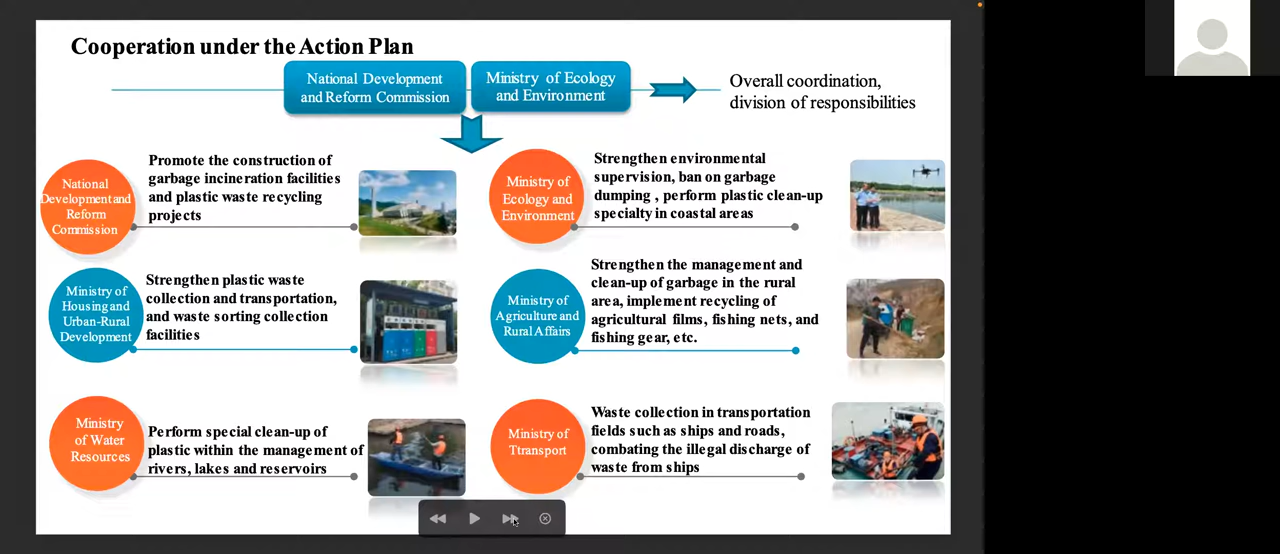 Cooperation under the Action Plan
National Development
and Reform Commission
Ministry of Ecology
and Environment
Overall coordination,
division of responsibilities
National
Development and
Reform
Commission
Promote the construction of
garbage incineration facilities
and plastic waste recycling
projects
Ministry of
Ecology and
Environment
Strengthen environmental
supervision, ban on garbage
dumping , perform plastic clean-up
specialty in coastal areas
Ministry of
Housing and
Urban-Rural
Development
Strengthen plastic waste
collection and transportation,
and waste sorting collection
facilities
Ministry of
Agriculture and
Rural Affairs
Strengthen the management and
clean-up of garbage in the rural
area, implement recycling of
agricultural films, fishing nets, and
fishing gear, etc.
Ministry
of Water
Resources
Perform special clean-up of
plastic within the management of
rivers, lakes and reservoirs
Ministry of
Ttransport
Waste collection in transportation
fields such as ships and roads,
combating the illegal discharge of
waste from ships